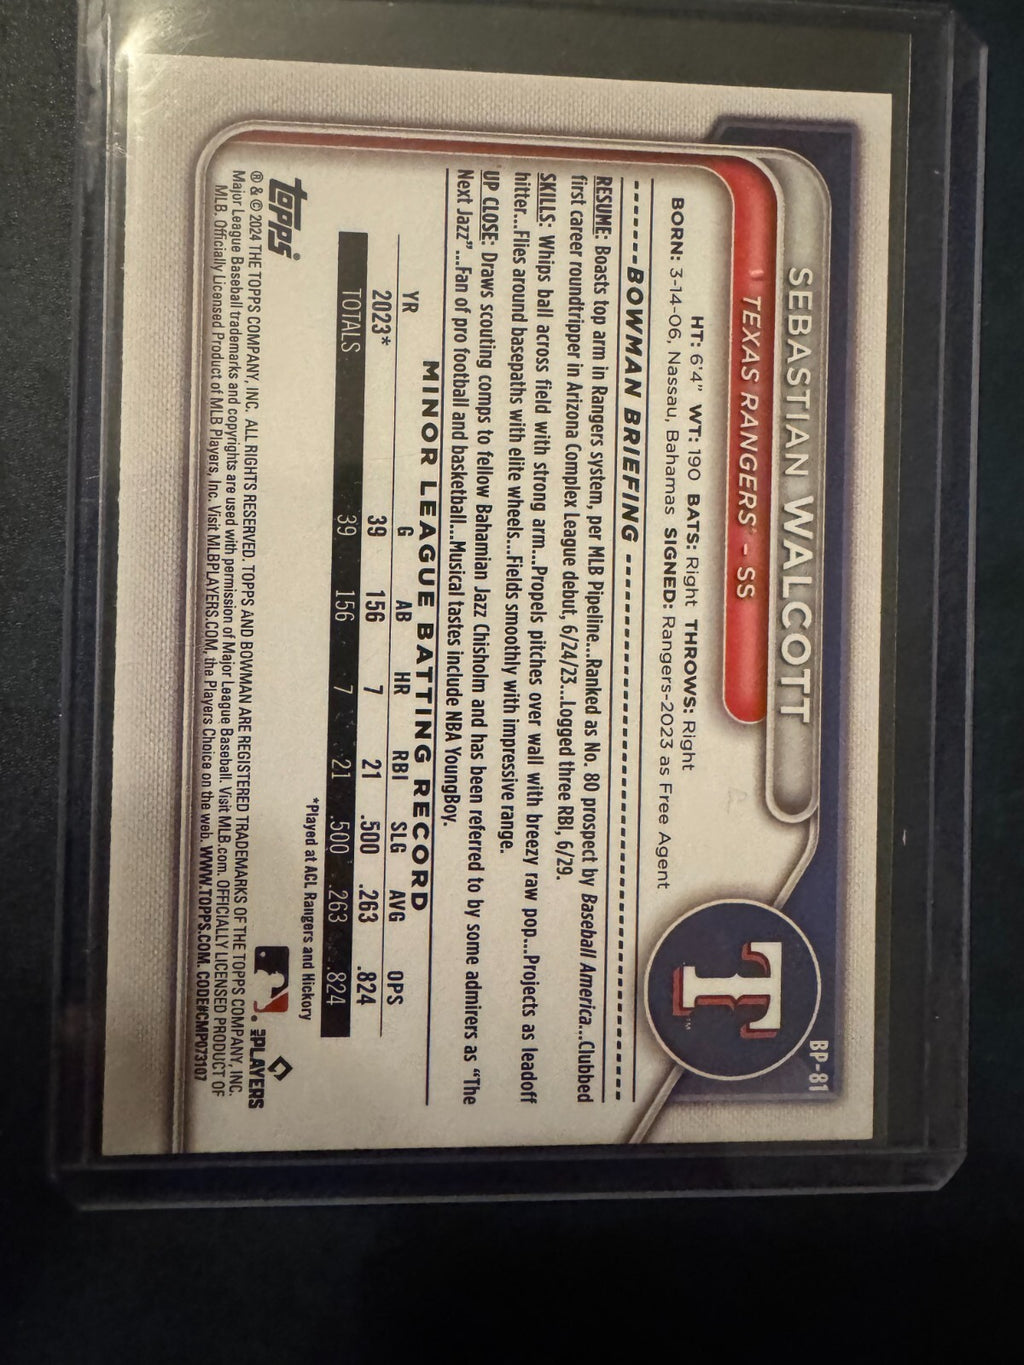 BP-81
SEBASTIAN WALCOTT
TEXAS RANGERS® - SS
HT: 6'4" WT: 190 BATS: Right THROWS: Right
BORN: 3-14-06, Nassau, Bahamas SIGNED: Rangers-2023 as Free Agent
BOWMAN BRIEFING
RESUME: Boasts top arm in Rangers system, per MLB Pipeline...Ranked as No. 80 prospect by Baseball America...Clubbed
first career roundtripper in Arizona Complex League debut, 6/24/23...Logged three RBI, 6/29.
SKILLS: Whips ball across field with strong arm...Propels pitches over wall with breezy raw pop...Projects as leadoff
hitter...Flies around basepaths with elite wheels...Fields smoothly with impressive range.
UP CLOSE: Draws scouting comps to fellow Bahamian Jazz Chisholm and has been referred to by some admirers as "The
Next Jazz"...Fan of pro football and basketball...Musical tastes include NBA YoungBoy.
MINOR LEAGUE BATTING RECORD
YR G AB HR RBI SLG AVG OPS
2023* 39 156 7 21 .500 .263 .824
TOTALS 39 156 7 21 .500 .263 .824
*Played at ACL Rangers and Hickory
topps®
MLB PLAYERS
® & © 2024 THE TOPPS COMPANY, INC. ALL RIGHTS RESERVED. TOPPS AND BOWMAN ARE REGISTERED TRADEMARKS OF THE TOPPS COMPANY, INC.
Major League Baseball trademarks and copyrights are used with permission of Major League Baseball. Visit MLB.com. OFFICIALLY LICENSED PRODUCT OF
MLB. Officially Licensed Product of MLB Players, Inc. Visit MLBPLAYERS.COM, the Players Choice on the web. WWW.TOPPS.COM. CODE#CMP073107
T™